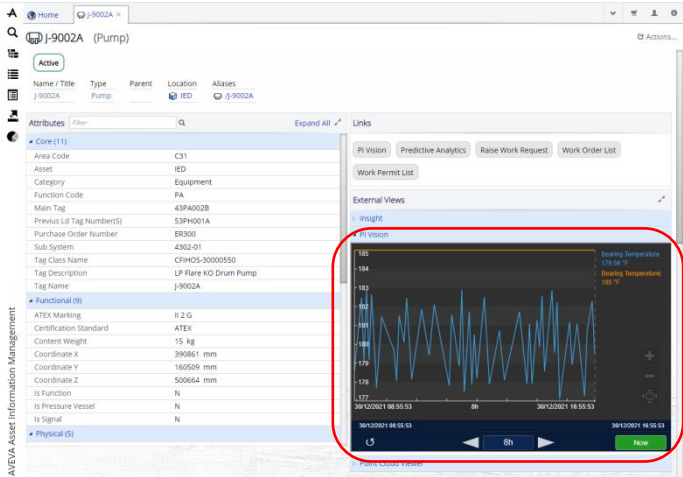 Home
J-9002A ×
J-9002A (Pump)
Actions...
Active
Name / Title Type Parent Location Aliases
J-9002A Pump IED /J-9002A
Attributes Filter Expand All
Core (11)
Area Code C31
Asset IED
Category Equipment
Function Code PA
Main Tag 43PA002B
Previus Ld Tag Number(S) 53PH001A
Purchase Order Number ER300
Sub System 4302-01
Tag Class Name CFIHOS-30000550
Tag Description LP Flare KO Drum Pump
Tag Name J-9002A
Functional (9)
ATEX Marking II 2 G
Certification Standard ATEX
Content Weight 15 kg
Coordinate X 390861 mm
Coordinate Y 160509 mm
Coordinate Z 500664 mm
Is Function N
Is Pressure Vessel N
Is Signal N
Physical (5)
Links
PI Vision Predictive Analytics Raise Work Request Work Order List
Work Permit List
External Views
Insight
PI Vision
185
184
183
182
181
180
179
178
177
Bearing Temperature
179.56 °F
Bearing Temperature|
185 °F
30/12/2021 08:55:53 8h 30/12/2021 16:55:53
30/12/2021 08:55:53 30/12/2021 16:55:53
8h Now
Point Cloud Viewer
AVEVA Asset Information Management